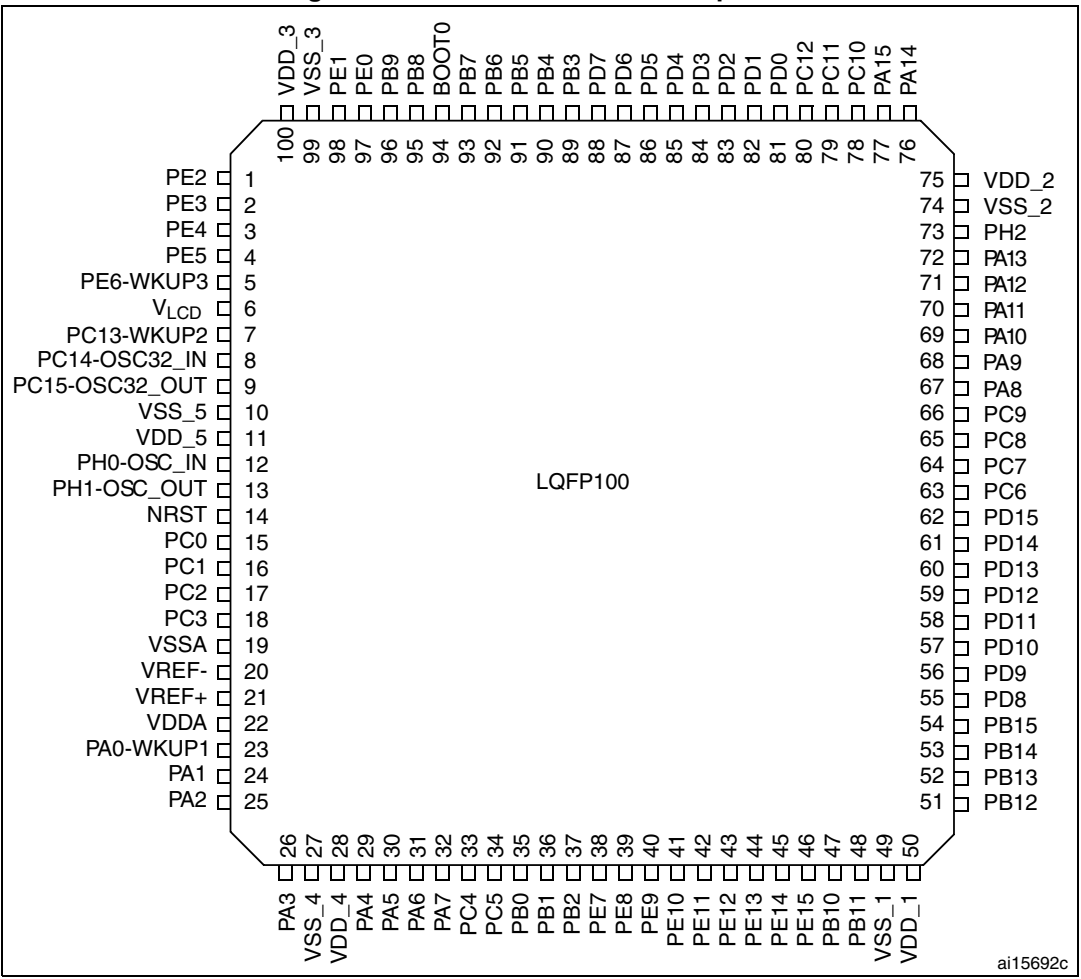 VDD_3
VSS_3
PE1
PE0
PB9
PB8
BOOT0
PB7
PB6
PB5
PB4
PB3
PD7
PD6
PD5
PD4
PD3
PD2
PD1
PD0
PC12
PC11
PC10
PA15
PA14
100
99
98
97
96
95
94
93
92
91
90
89
88
87
86
85
84
83
82
81
80
79
78
77
76
PE2 1
PE3 2
PE4 3
PE5 4
PE6-WKUP3 5
VLCD 6
PC13-WKUP2 7
PC14-OSC32_IN 8
PC15-OSC32_OUT 9
VSS_5 10
VDD_5 11
PH0-OSC_IN 12
PH1-OSC_OUT 13
NRST 14
PC0 15
PC1 16
PC2 17
PC3 18
VSSA 19
VREF- 20
VREF+ 21
VDDA 22
PA0-WKUP1 23
PA1 24
PA2 25
LQFP100
75 VDD_2
74 VSS_2
73 PH2
72 PA13
71 PA12
70 PA11
69 PA10
68 PA9
67 PA8
66 PC9
65 PC8
64 PC7
63 PC6
62 PD15
61 PD14
60 PD13
59 PD12
58 PD11
57 PD10
56 PD9
55 PD8
54 PB15
53 PB14
52 PB13
51 PB12
26
27
28
29
30
31
32
33
34
35
36
37
38
39
40
41
42
43
44
45
46
47
48
49
50
PA3
VSS_4
VDD_4
PA4
PA5
PA6
PA7
PC4
PC5
PB0
PB1
PB2
PE7
PE8
PE9
PE10
PE11
PE12
PE13
PE14
PE15
PB10
PB11
VSS_1
VDD_1
ai15692c